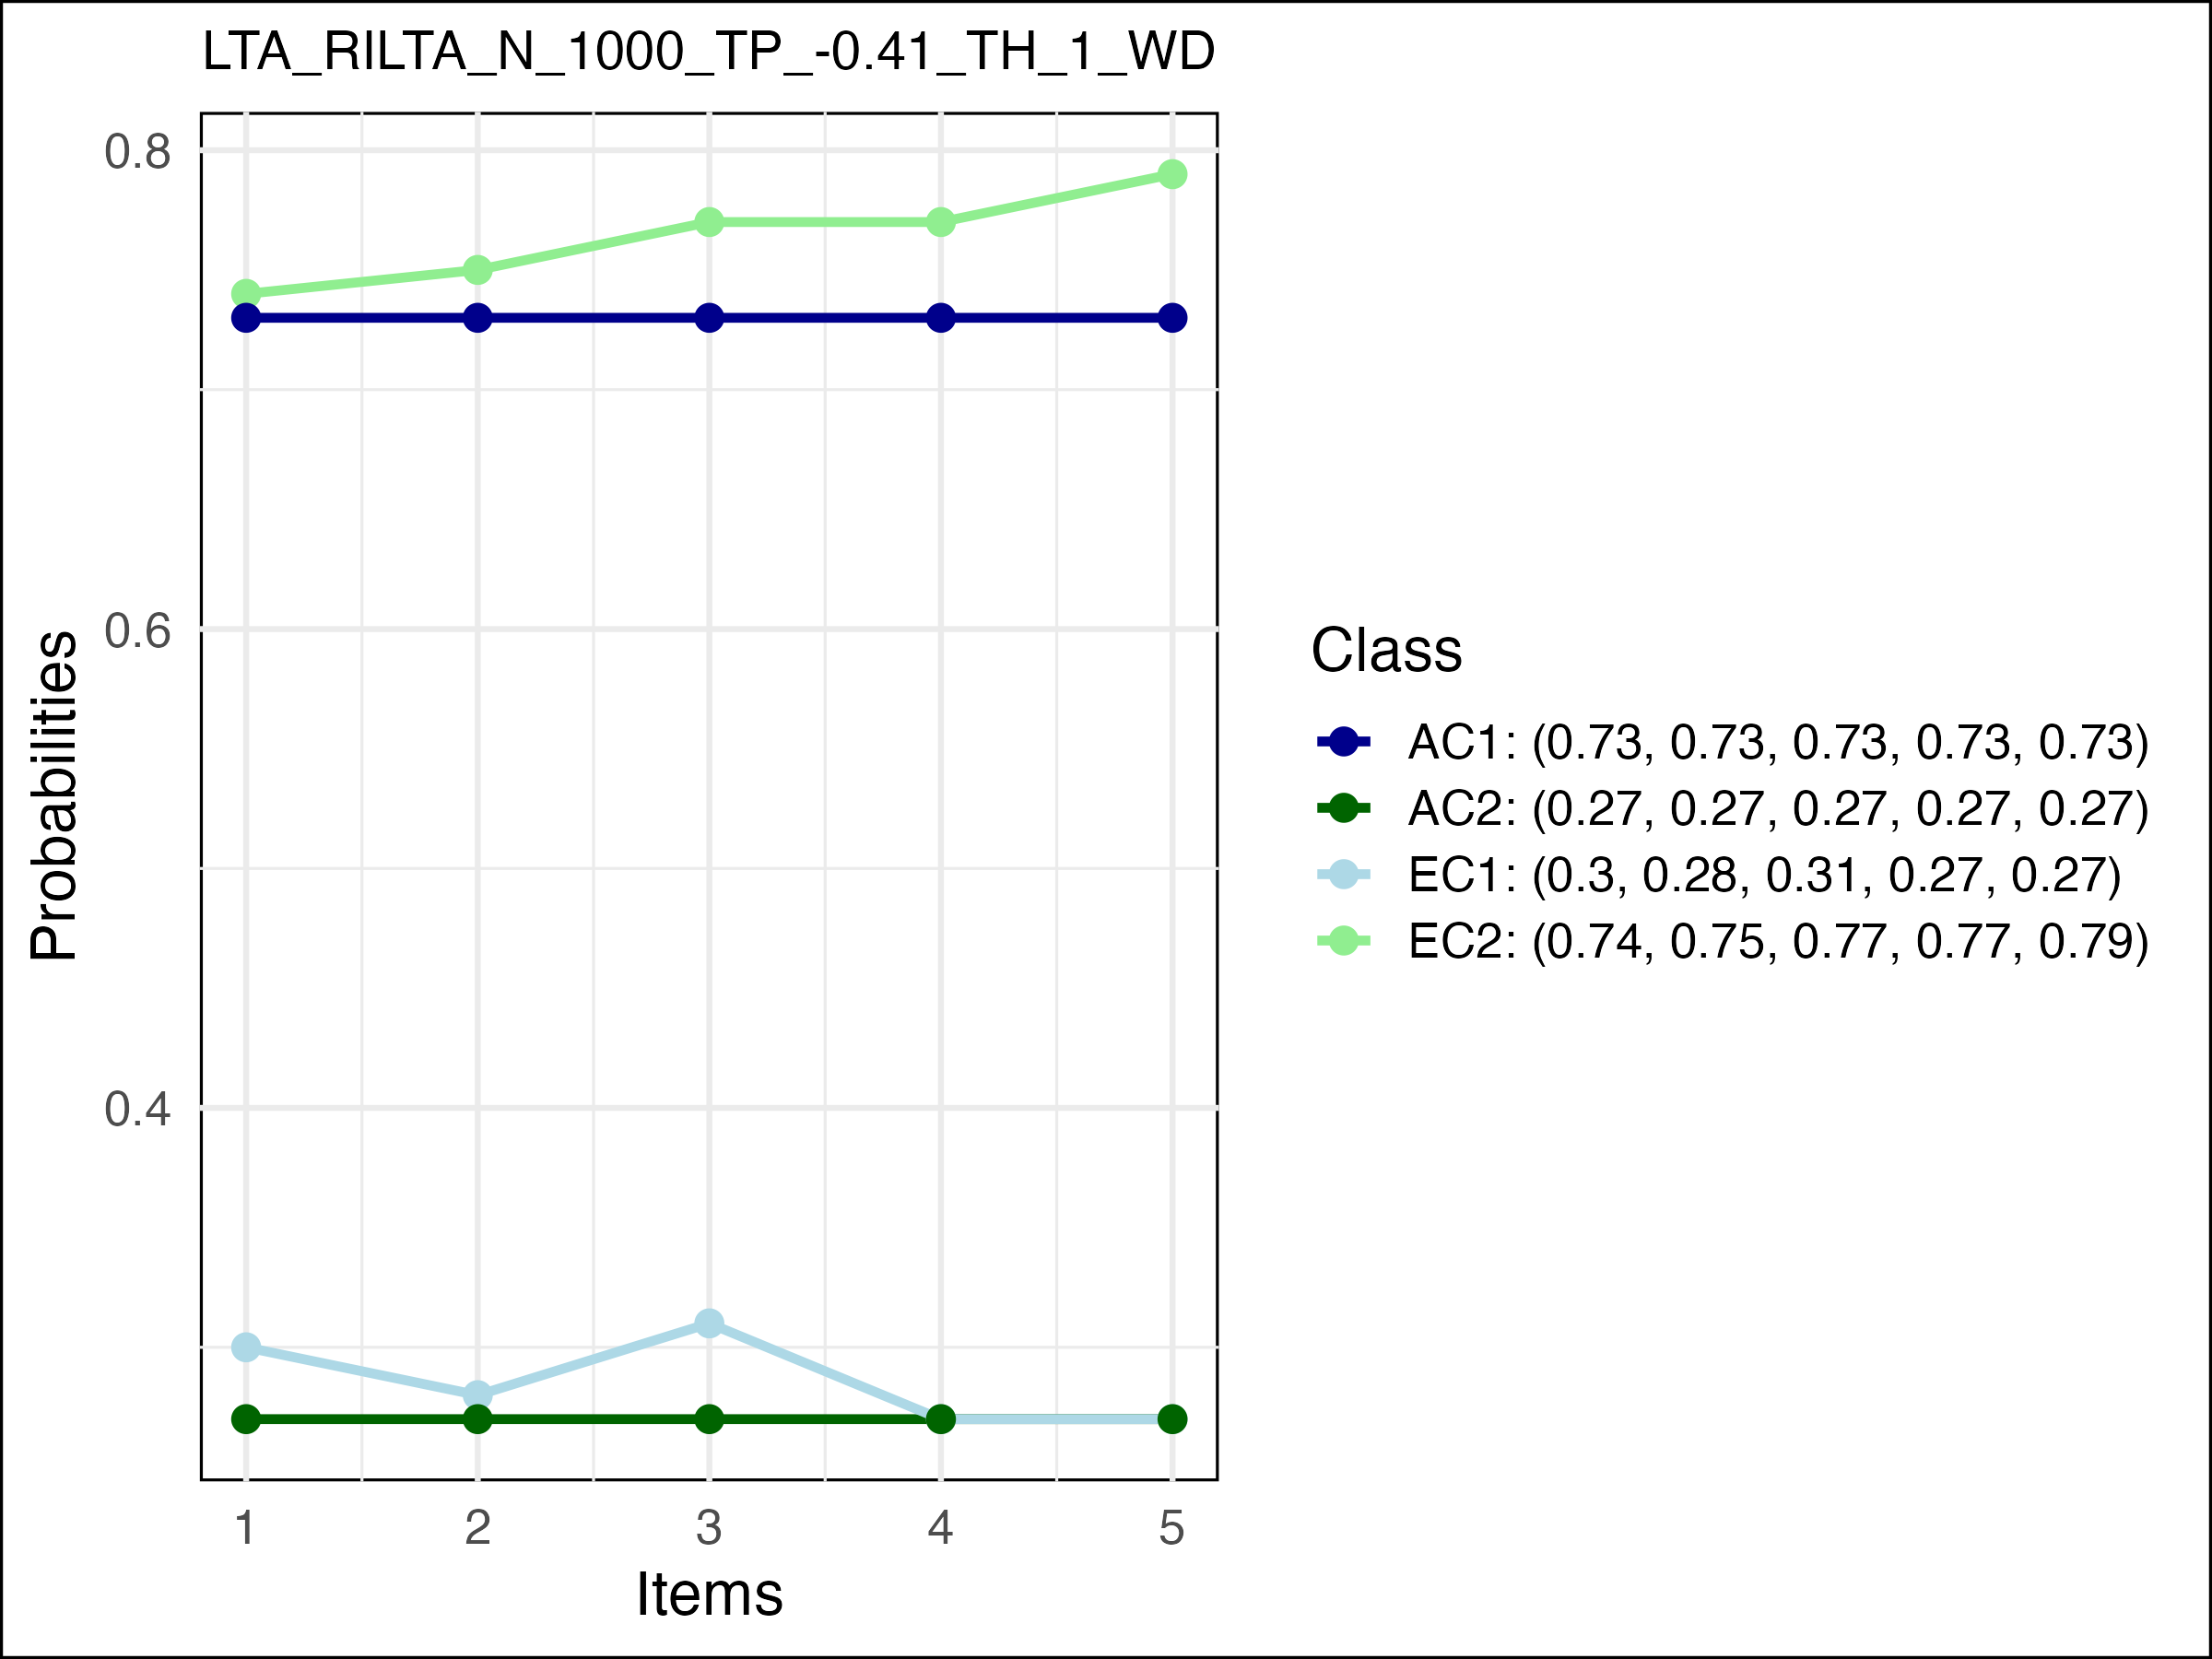 LTA_RILTA_N_1000_TP_-0.41_TH_1_WD
0.8
0.6
0.4
Probabilities
1 2 3 4 5
Items
Class
AC1: (0.73, 0.73, 0.73, 0.73, 0.73)
AC2: (0.27, 0.27, 0.27, 0.27, 0.27)
EC1: (0.3, 0.28, 0.31, 0.27, 0.27)
EC2: (0.74, 0.75, 0.77, 0.77, 0.79)